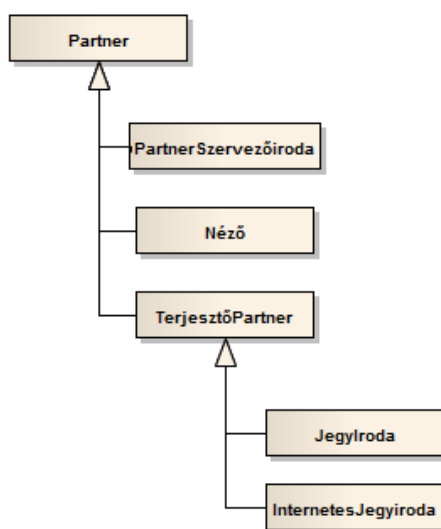 Partner
PartnerSzervezőiroda
Néző
TerjesztőPartner
JegyIroda
InternetesJegyiroda